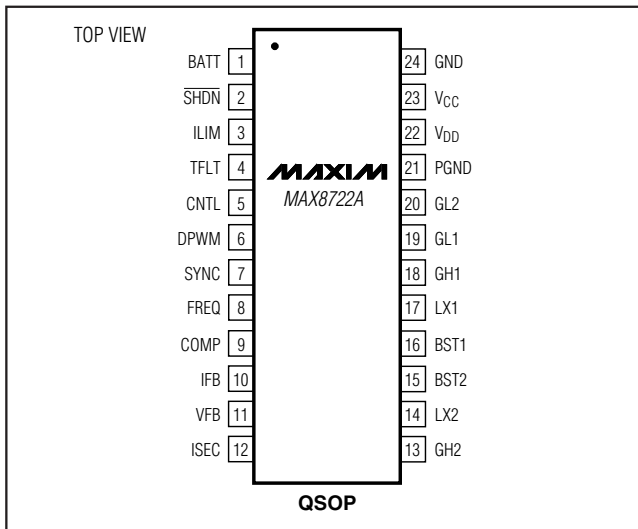 TOP VIEW
BATT 1
SHDN 2
ILIM 3
TFLT 4
CNTL 5
DPWM 6
SYNC 7
FREQ 8
COMP 9
IFB 10
VFB 11
ISEC 12
MAXIM
MAX8722A
24 GND
23 VCC
22 VDD
21 PGND
20 GL2
19 GL1
18 GH1
17 LX1
16 BST1
15 BST2
14 LX2
13 GH2
QSOP